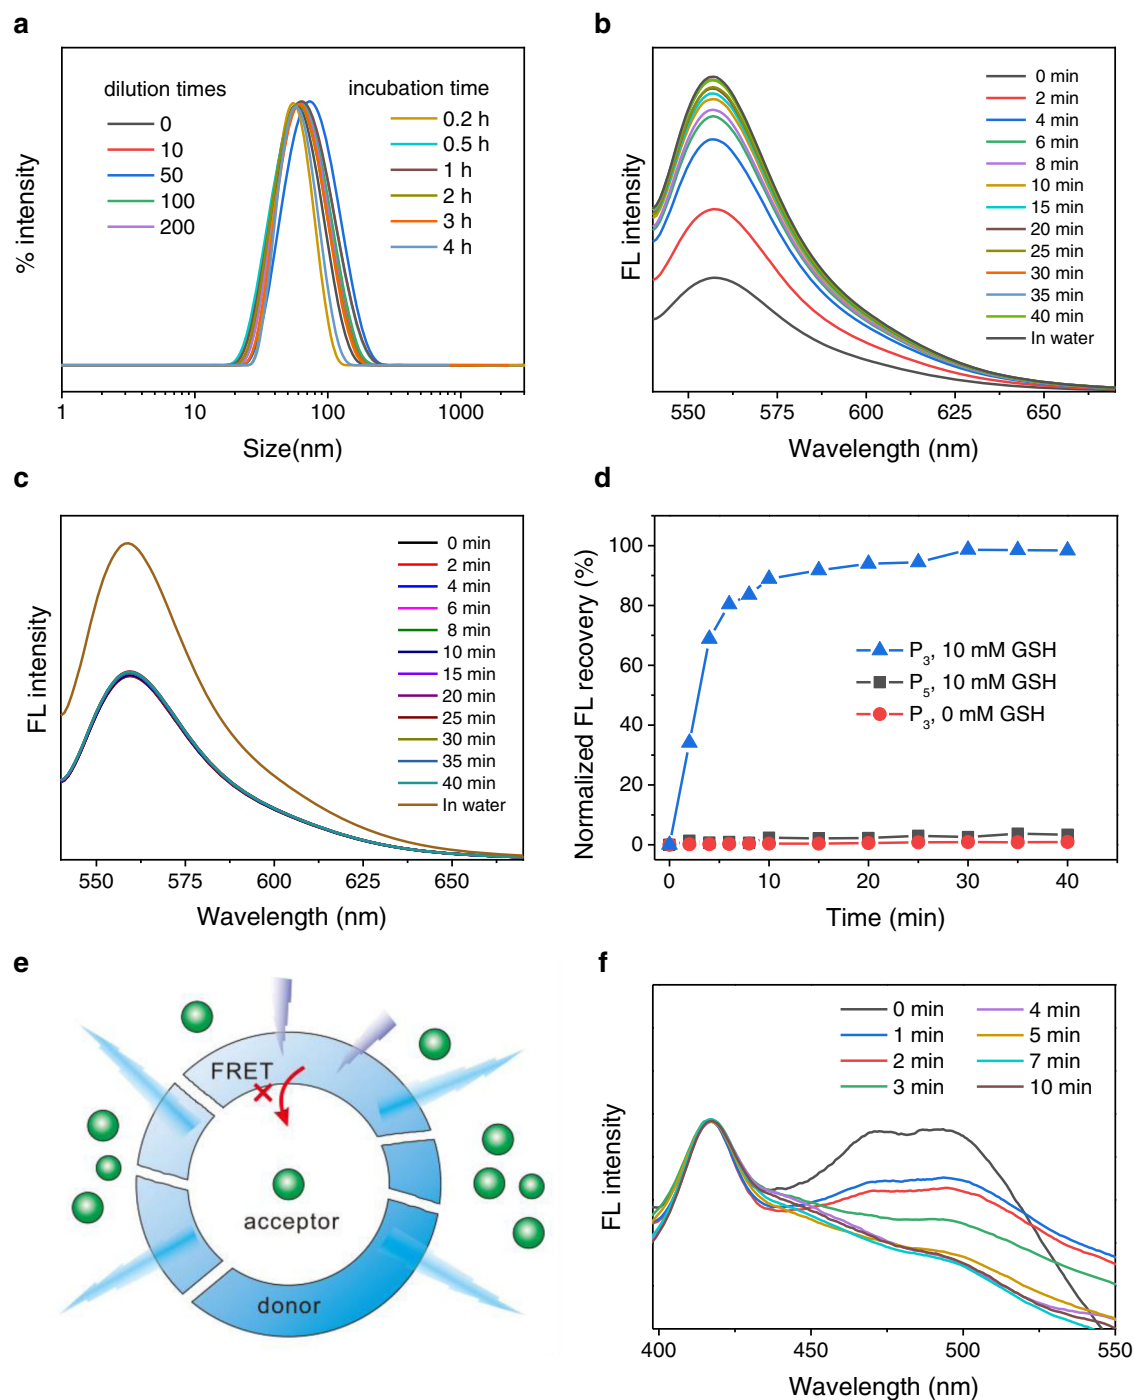 a
% intensity
dilution times
0
10
50
100
200
incubation time
0.2 h
0.5 h
1 h
2 h
3 h
4 h
1 10 100 1000
Size(nm)
b
FL intensity
0 min
2 min
4 min
6 min
8 min
10 min
15 min
20 min
25 min
30 min
35 min
40 min
In water
550 575 600 625 650
Wavelength (nm)
c
FL intensity
0 min
2 min
4 min
6 min
8 min
10 min
15 min
20 min
25 min
30 min
35 min
40 min
In water
550 575 600 625 650
Wavelength (nm)
d
Normalized FL recovery (%)
100
80
60
40
20
0
P3, 10 mM GSH
P5, 10 mM GSH
P3, 0 mM GSH
0 10 20 30 40
Time (min)
e
FRET
acceptor
donor
f
FL intensity
0 min
1 min
2 min
3 min
4 min
5 min
7 min
10 min
400 450 500 550
Wavelength (nm)